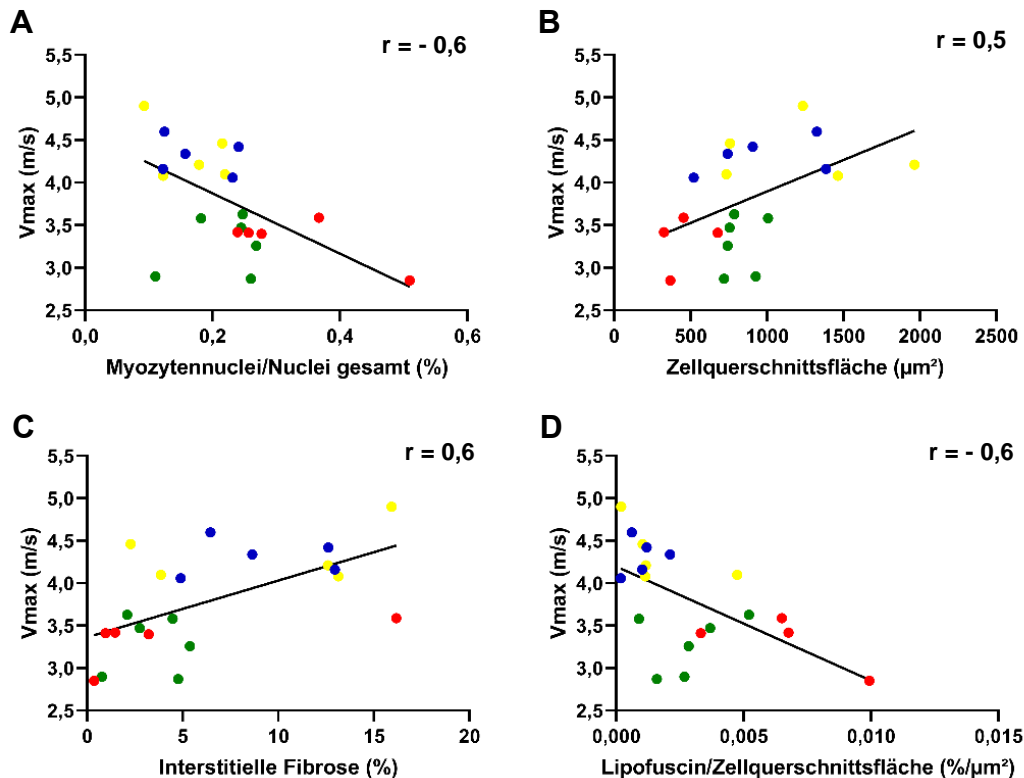 A
r = - 0,6
5,5
5,0
4,5
4,0
3,5
3,0
2,5
Vmax (m/s)
0,0 0,2 0,4 0,6
Myozytennuclei/Nuclei gesamt (%)
B
r = 0,5
5,5
5,0
4,5
4,0
3,5
3,0
2,5
Vmax (m/s)
0 500 1000 1500 2000 2500
Zellquerschnittsfläche (µm²)
C
r = 0,6
5,5
5,0
4,5
4,0
3,5
3,0
2,5
Vmax (m/s)
0 5 10 15 20
Interstitielle Fibrose (%)
D
r = - 0,6
5,5
5,0
4,5
4,0
3,5
3,0
2,5
Vmax (m/s)
0,000 0,005 0,010 0,015
Lipofuscin/Zellquerschnittsfläche (%/µm²)